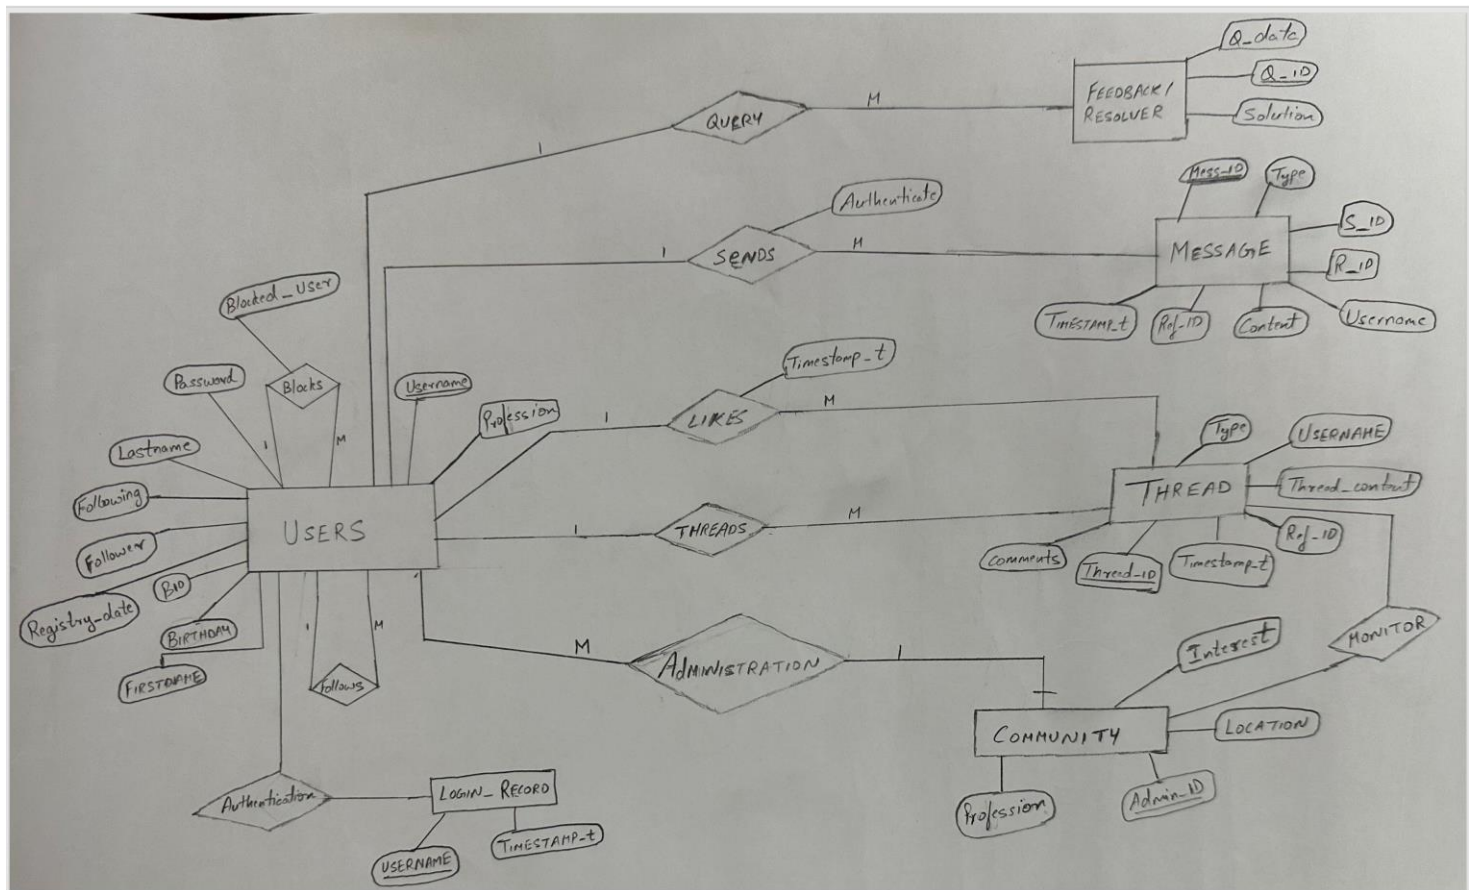 Q_data
Q_ID
Solution
FEEDBACK/
RESOLVER
M
QUERY
1
Mess_ID
Type
S_ID
R_ID
Username
Content
Ref-ID
TIMESTAMP_t
MESSAGE
Authenticate
M
SENDS
1
Blocked_User
Blocks
1
M
Password
Username
Profession
Lastname
Following
Follower
Registry_date
BIO
BIRTHDAY
FIRSTNAME
USERS
1
M
Follows
Timestamp_t
1
LIKES
M
1
THREADS
M
Type
USERNAME
Thread_content
Ref_ID
Timestamp_t
Thread_ID
Comments
THREAD
MONITOR
M
ADMINISTRATION
1
Interest
LOCATION
COMMUNITY
Admin_ID
Profession
Authentication
LOGIN_RECORD
USERNAME
TIMESTAMP_t